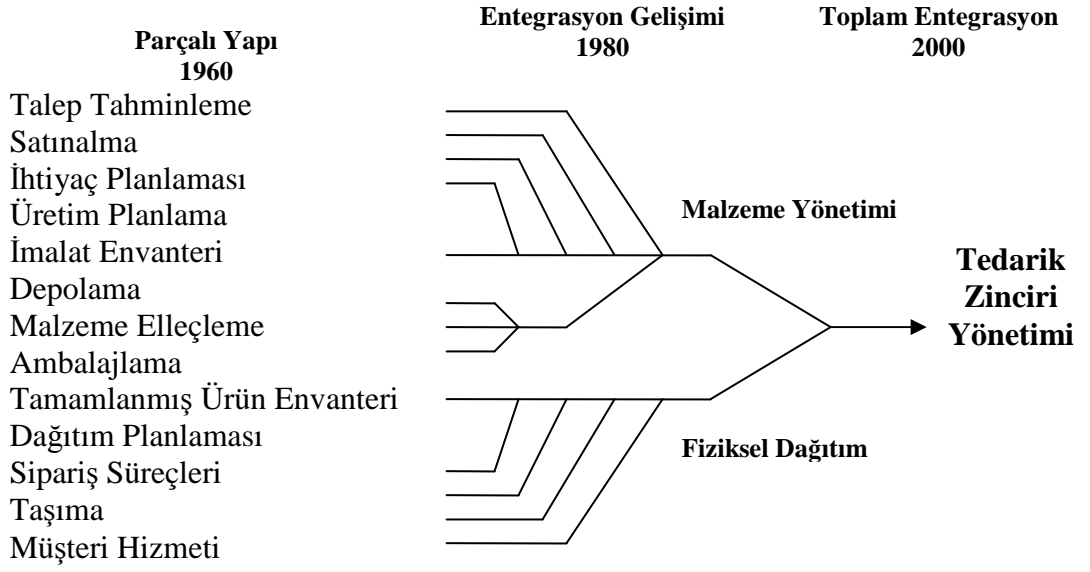 Parçalı Yapı
1960
Entegrasyon Gelişimi
1980
Toplam Entegrasyon
2000
Talep Tahminleme
Satınalma
İhtiyaç Planlaması
Üretim Planlama
İmalat Envanteri
Depolama
Malzeme Elleçleme
Ambalajlama
Tamamlanmış Ürün Envanteri
Dağıtım Planlaması
Sipariş Süreçleri
Taşıma
Müşteri Hizmeti
Malzeme Yönetimi
Fiziksel Dağıtım
Tedarik
Zinciri
Yönetimi